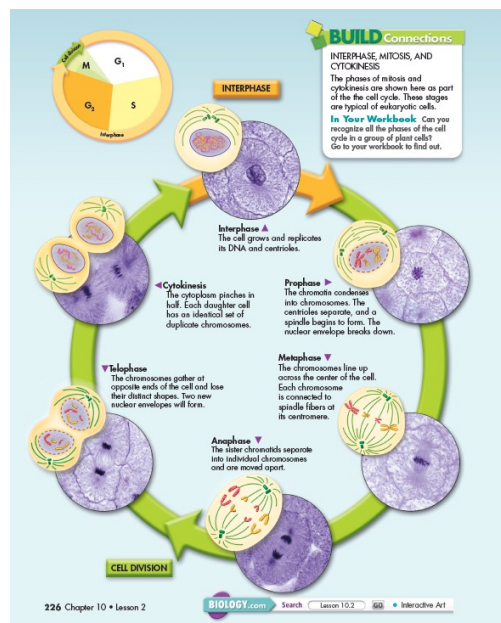 BUILD Connections
INTERPHASE, MITOSIS, AND
CYTOKINESIS
The phases of mitosis and
cytokinesis are shown here as part
of the the cell cycle. These stages
are typical of eukaryotic cells.
In Your Workbook Can you
recognize all the phases of the cell
cycle in a group of plant cells?
Go to your workbook to find out.
Cell Division
M
G₁
G₂
S
Interphase
INTERPHASE
Interphase ▲
The cell grows and replicates
its DNA and centrioles.
Prophase ▶
The chromatin condenses
into chromosomes. The
centrioles separate, and a
spindle begins to form. The
nuclear envelope breaks down.
Metaphase ▼
The chromosomes line up
across the center of the cell.
Each chromosome
is connected to
spindle fibers at
its centromere.
Anaphase ▼
The sister chromatids separate
into individual chromosomes
and are moved apart.
▼Telophase
The chromosomes gather at
opposite ends of the cell and lose
their distinct shapes. Two new
nuclear envelopes will form.
◀Cytokinesis
The cytoplasm pinches in
half. Each daughter cell
has an identical set of
duplicate chromosomes.
CELL DIVISION
226 Chapter 10 • Lesson 2
BIOLOGY.com Search Lesson 10.2 GO • Interactive Art